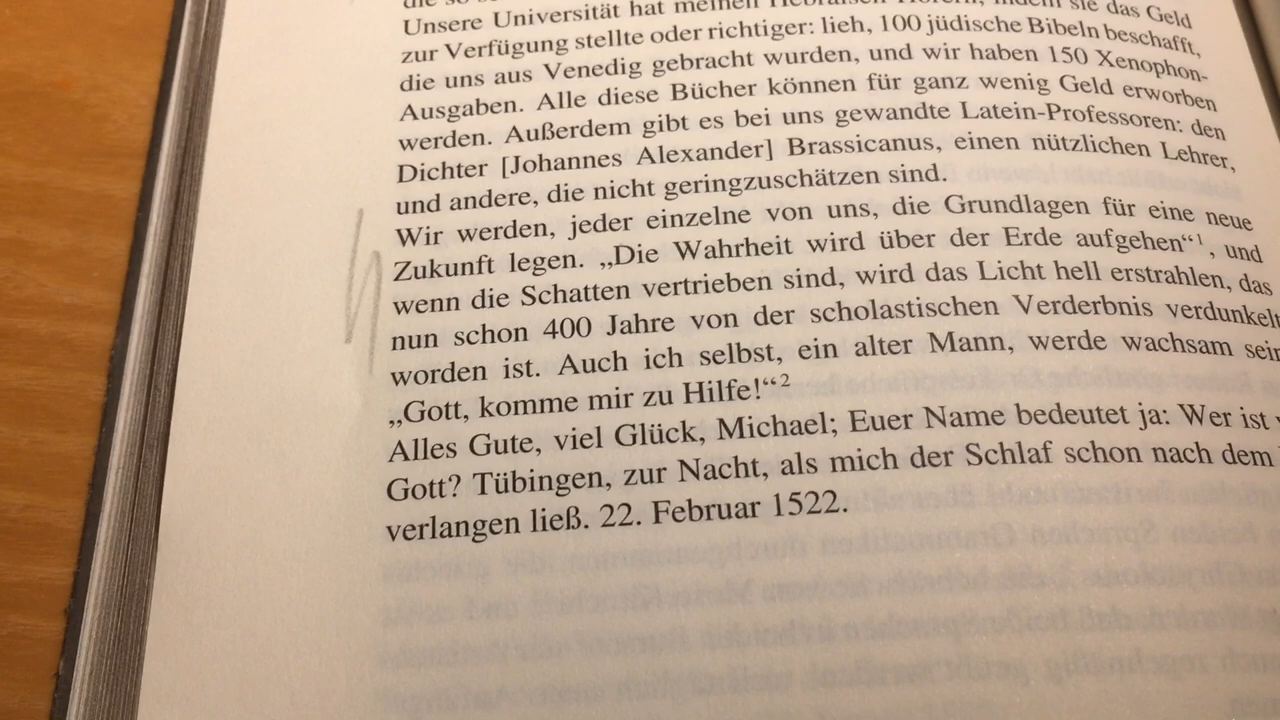 Unsere Universität hat meinen Hebräisch-Hörern, indem sie das Geld
zur Verfügung stellte oder richtiger: lieh, 100 jüdische Bibeln beschafft,
die uns aus Venedig gebracht wurden, und wir haben 150 Xenophon-
Ausgaben. Alle diese Bücher können für ganz wenig Geld erworben
werden. Außerdem gibt es bei uns gewandte Latein-Professoren: den
Dichter [Johannes Alexander] Brassicanus, einen nützlichen Lehrer,
und andere, die nicht geringzuschätzen sind.
Wir werden, jeder einzelne von uns, die Grundlagen für eine neue
Zukunft legen. „Die Wahrheit wird über der Erde aufgehen“¹, und
wenn die Schatten vertrieben sind, wird das Licht hell erstrahlen, das
nun schon 400 Jahre von der scholastischen Verderbnis verdunkelt
worden ist. Auch ich selbst, ein alter Mann, werde wachsam sein
„Gott, komme mir zu Hilfe!“²
Alles Gute, viel Glück, Michael; Euer Name bedeutet ja: Wer ist
Gott? Tübingen, zur Nacht, als mich der Schlaf schon nach dem
verlangen ließ. 22. Februar 1522.